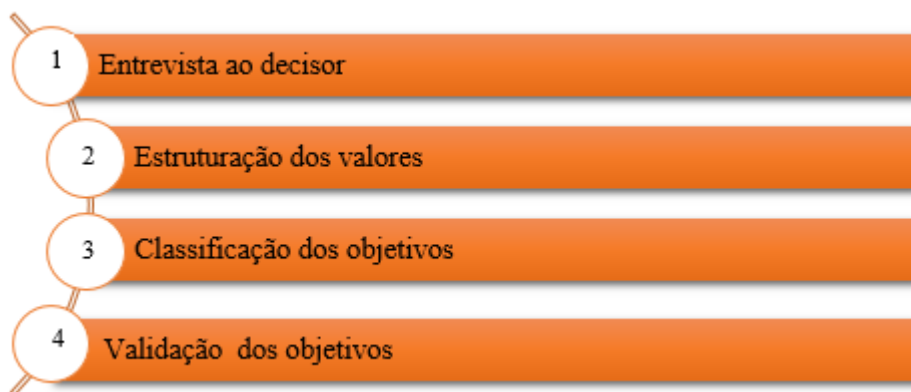 1 Entrevista ao decisor
2 Estruturação dos valores
3 Classificação dos objetivos
4 Validação dos objetivos